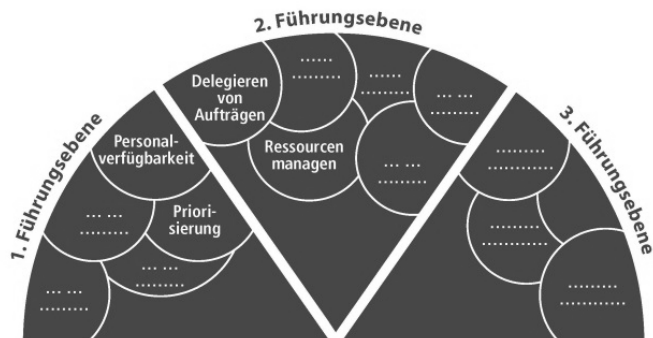 2. Führungsebene
1. Führungsebene
3. Führungsebene
Delegieren
von
Aufträgen
......
.........
......
.........
... ...
.........
Personal-
verfügbarkeit
Ressourcen
managen
... ...
.........
.........
...........
... ...
.........
Priori-
sierung
.........
...........
... ...
.........
... ...
.........
.........
...........